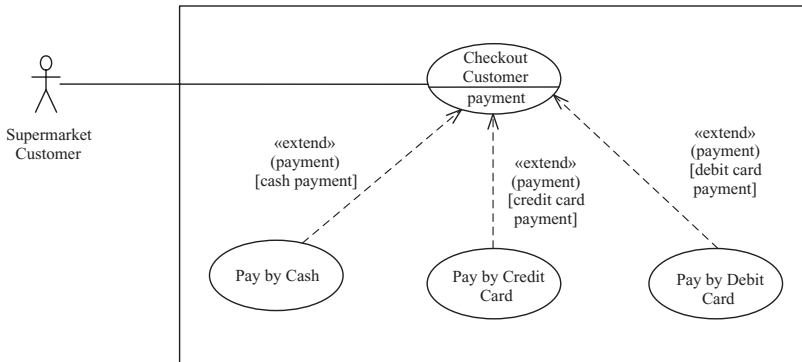 Checkout
Customer
payment
Supermarket
Customer
«extend»
(payment)
[cash payment]
«extend»
(payment)
[credit card
payment]
«extend»
(payment)
[debit card
payment]
Pay by Cash
Pay by Credit
Card
Pay by Debit
Card